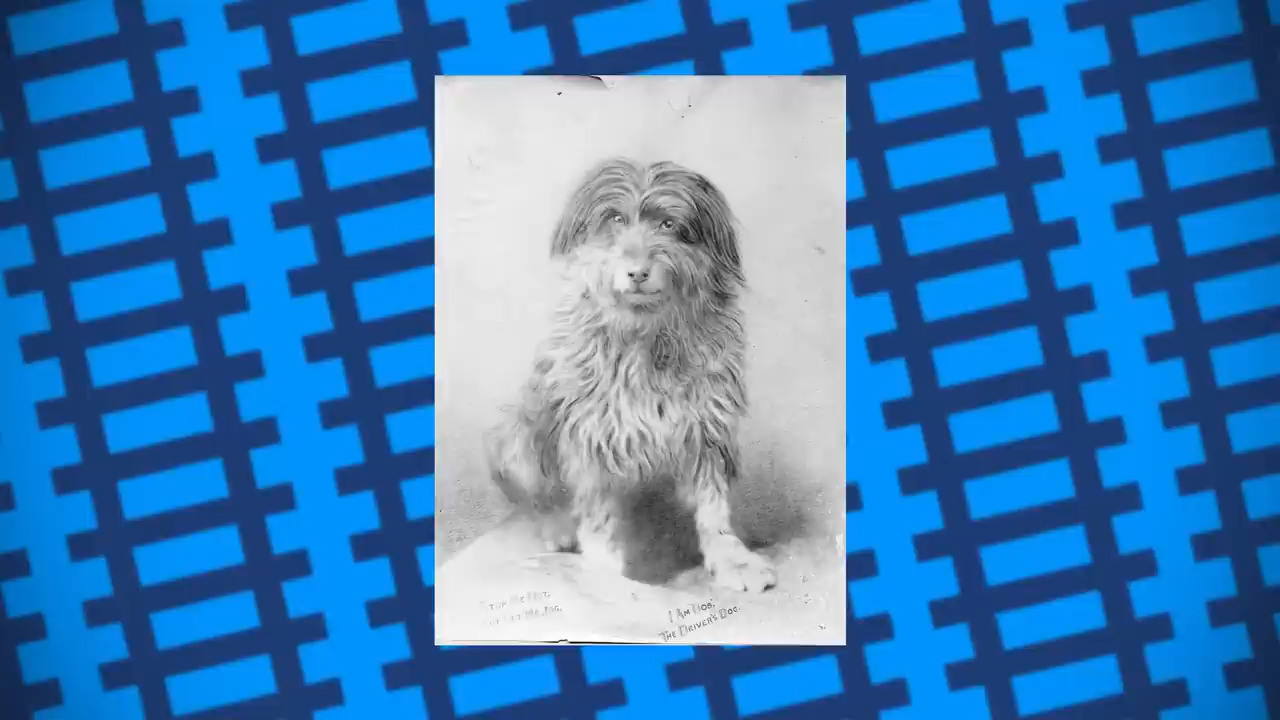 STOP ME NOT,
BUT LET ME JOG,
I AM BOB,
THE DRIVER'S DOG.